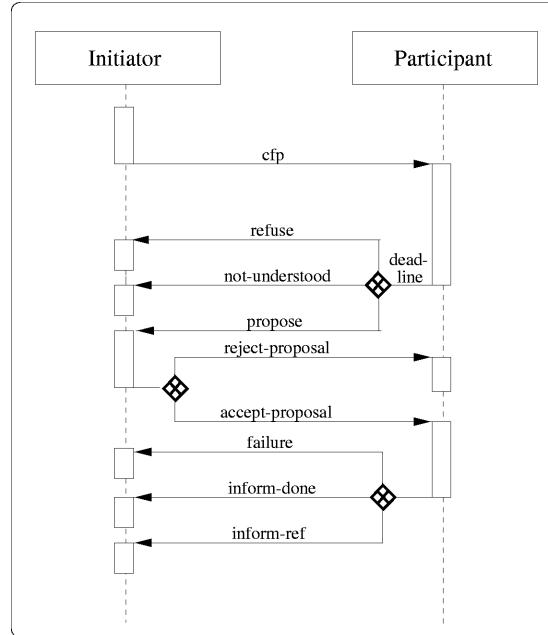 Initiator
Participant
cfp
refuse
dead-
line
not-understood
propose
reject-proposal
accept-proposal
failure
inform-done
inform-ref